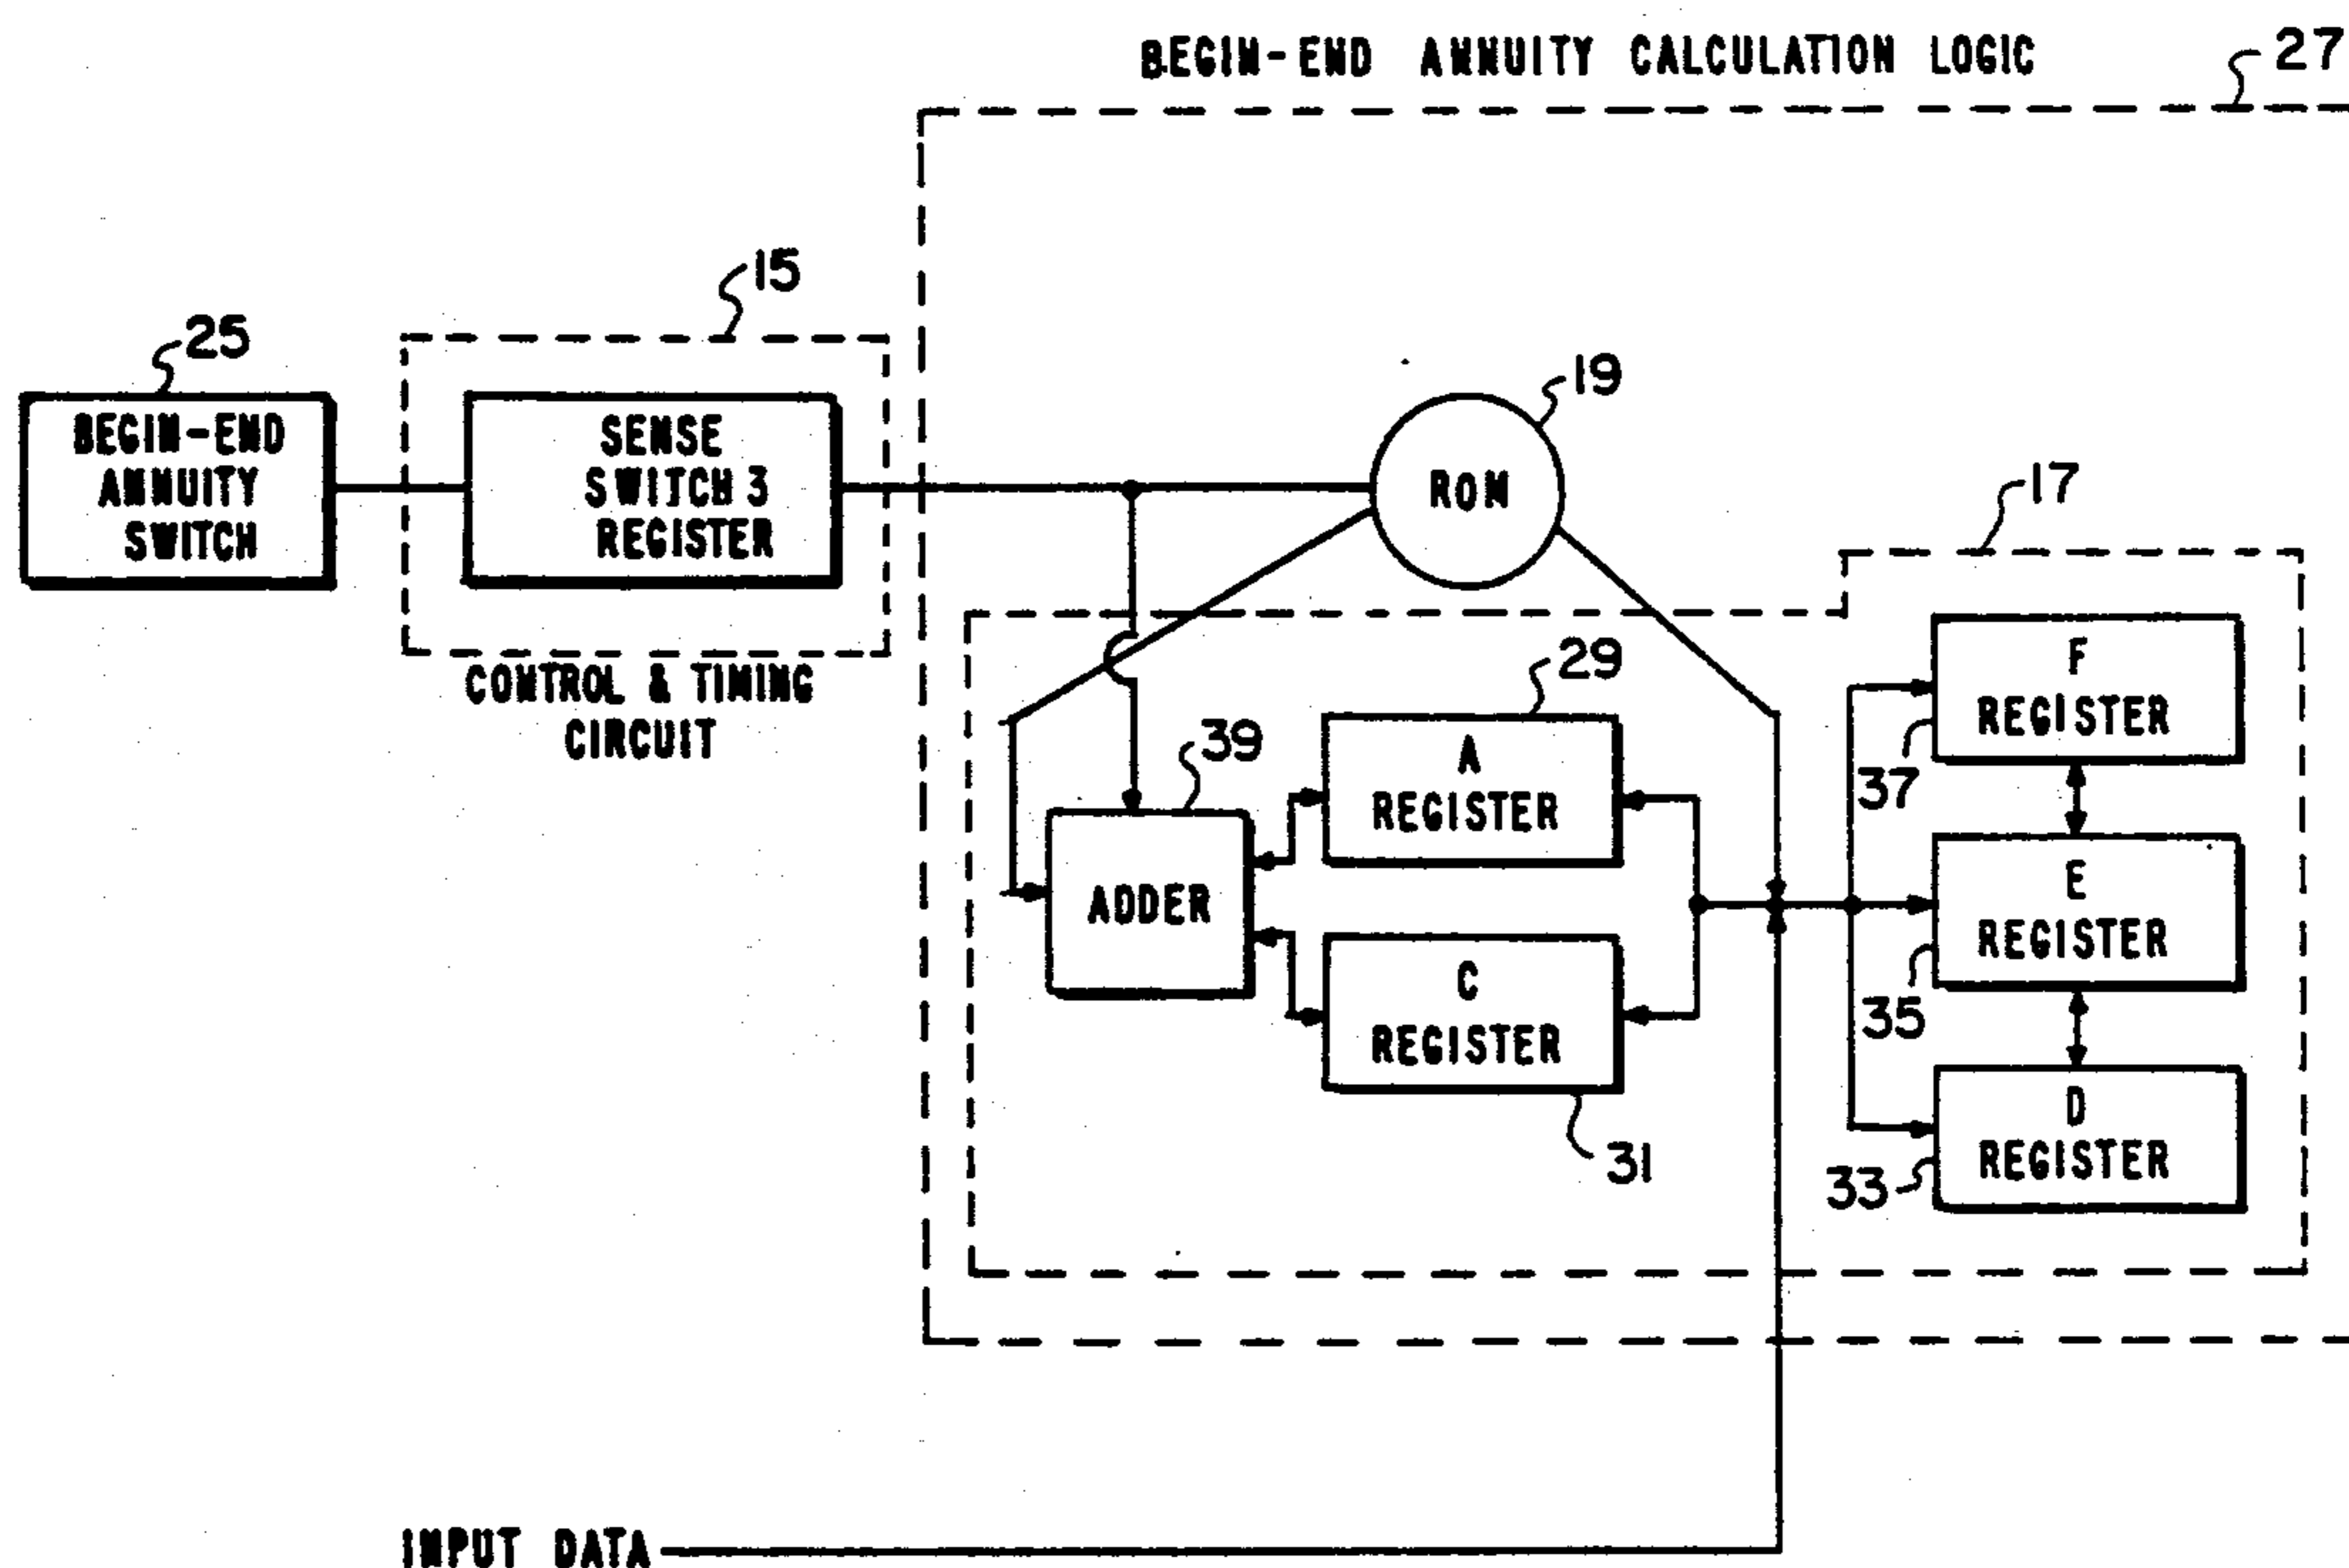 BEGIN-END ANNUITY CALCULATION LOGIC
27
15
25
BEGIN-END
ANNUITY
SWITCH
SENSE
SWITCH 3
REGISTER
CONTROL & TIMING
CIRCUIT
19
ROM
17
29
39
A
REGISTER
F
REGISTER
37
ADDER
E
REGISTER
35
C
REGISTER
31
D
REGISTER
33
INPUT DATA